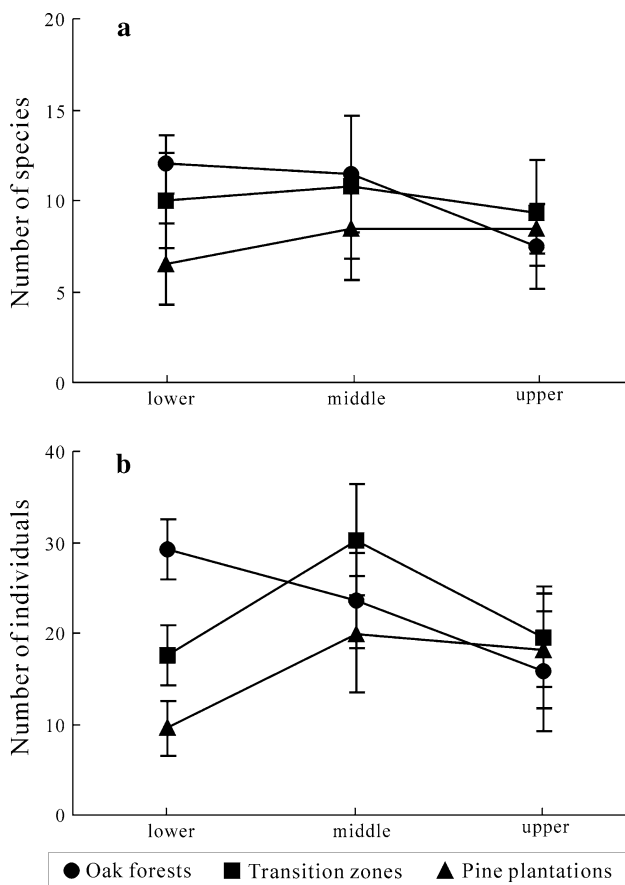 a
Number of species
20
15
10
5
0
lower middle upper
b
Number of individuals
40
30
20
10
0
lower middle upper
Oak forests Transition zones Pine plantations